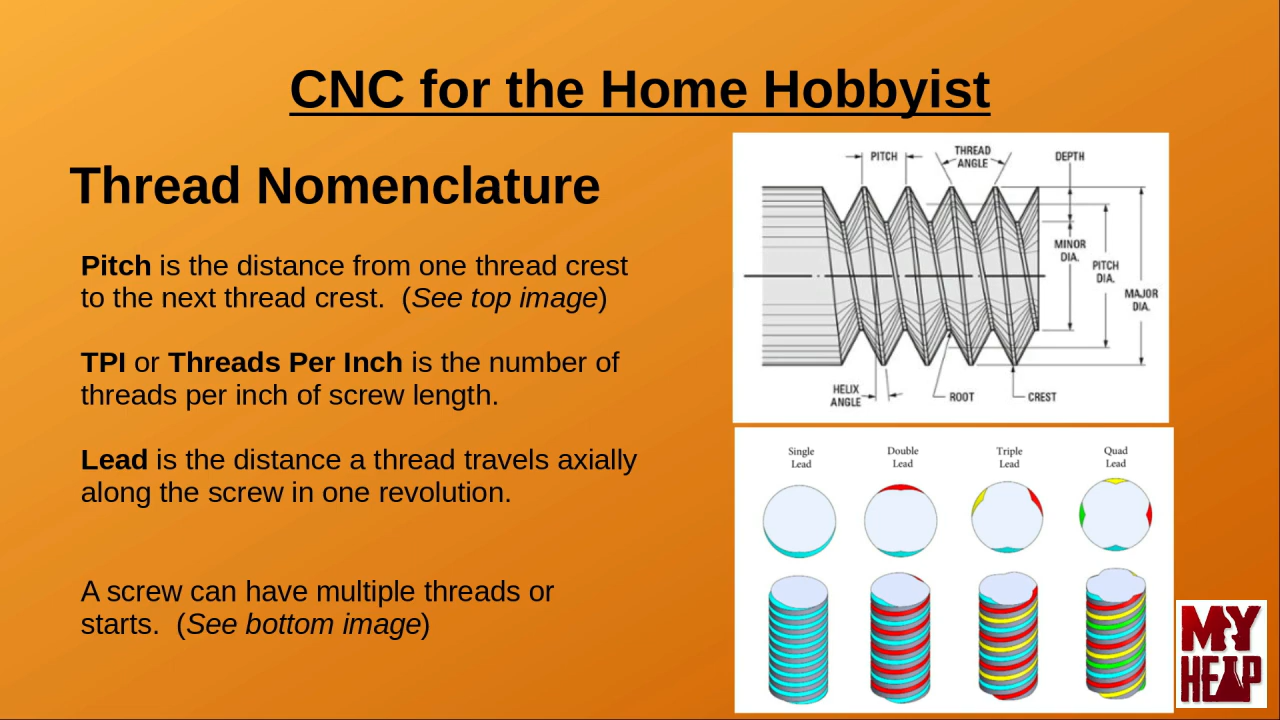 CNC for the Home Hobbyist
Thread Nomenclature
Pitch is the distance from one thread crest
to the next thread crest.  (See top image)
TPI or Threads Per Inch is the number of
threads per inch of screw length.
Lead is the distance a thread travels axially
along the screw in one revolution.
A screw can have multiple threads or
starts.  (See bottom image)
PITCH
THREAD
ANGLE
DEPTH
MINOR
DIA.
PITCH
DIA.
MAJOR
DIA.
HELIX
ANGLE
ROOT
CREST
Single
Lead
Double
Lead
Triple
Lead
Quad
Lead
MY
HEAP